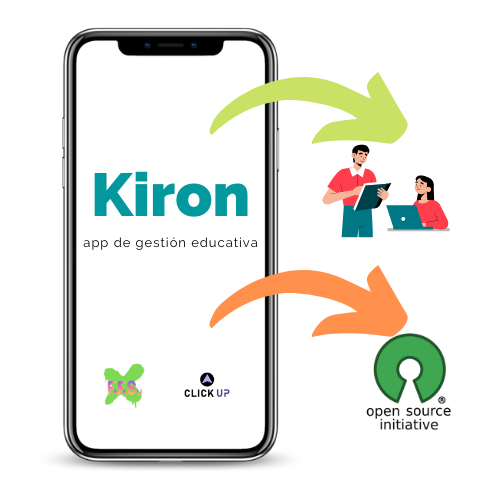 Kiron
app de gestión educativa
CLICK UP
open source
initiative